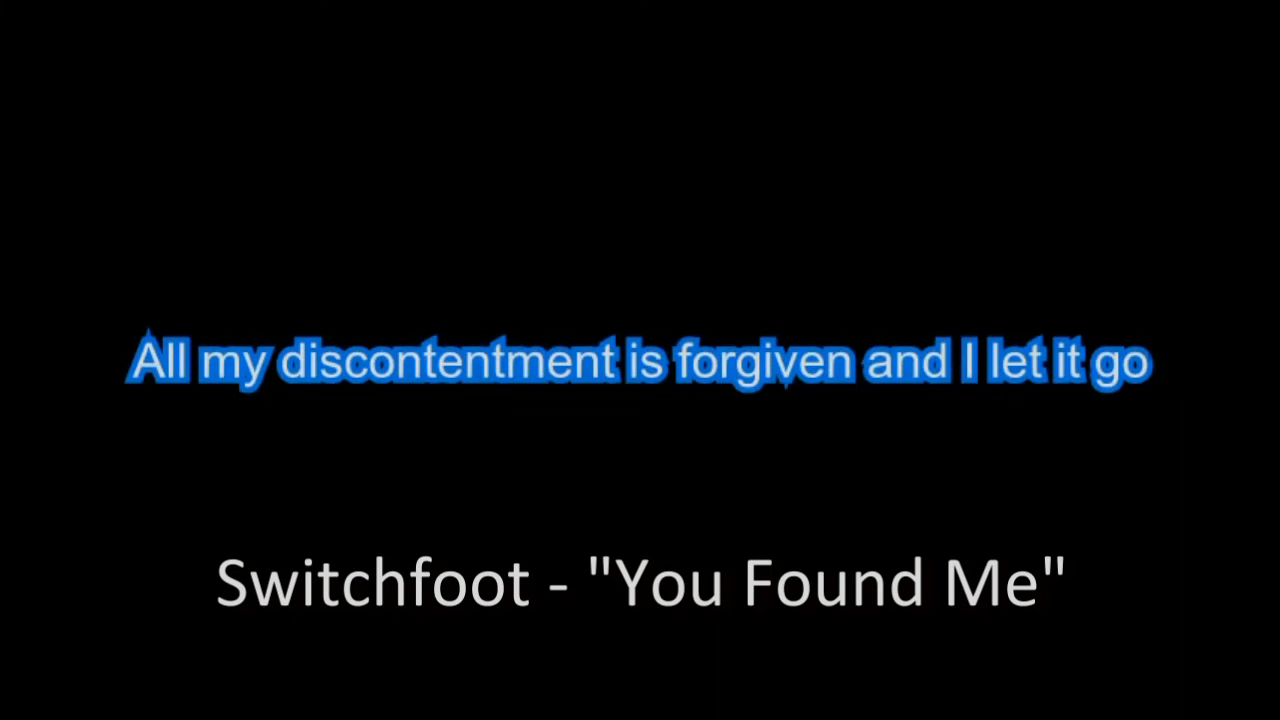 All my discontentment is forgiven and I let it go
Switchfoot - "You Found Me"